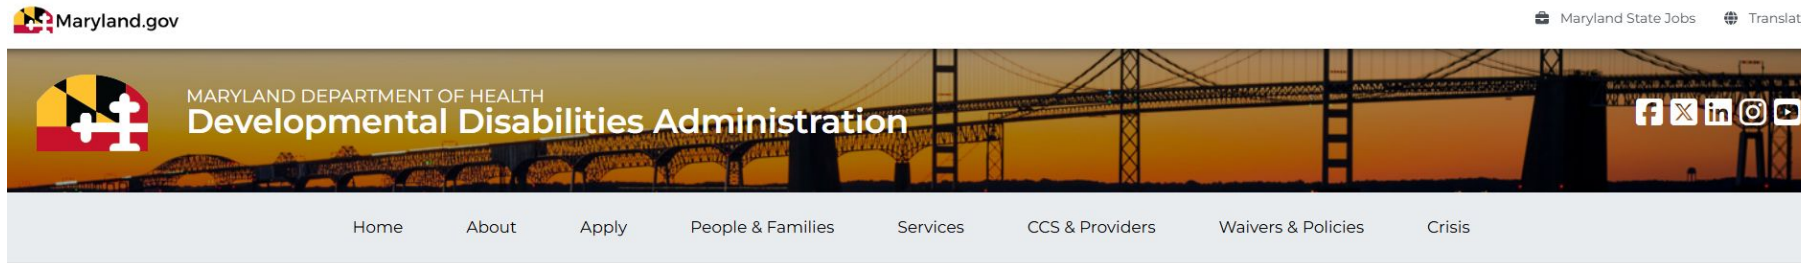 Maryland.gov
Maryland State Jobs
Translat
MARYLAND DEPARTMENT OF HEALTH
Developmental Disabilities Administration
Home About Apply People & Families Services CCS & Providers Waivers & Policies Crisis